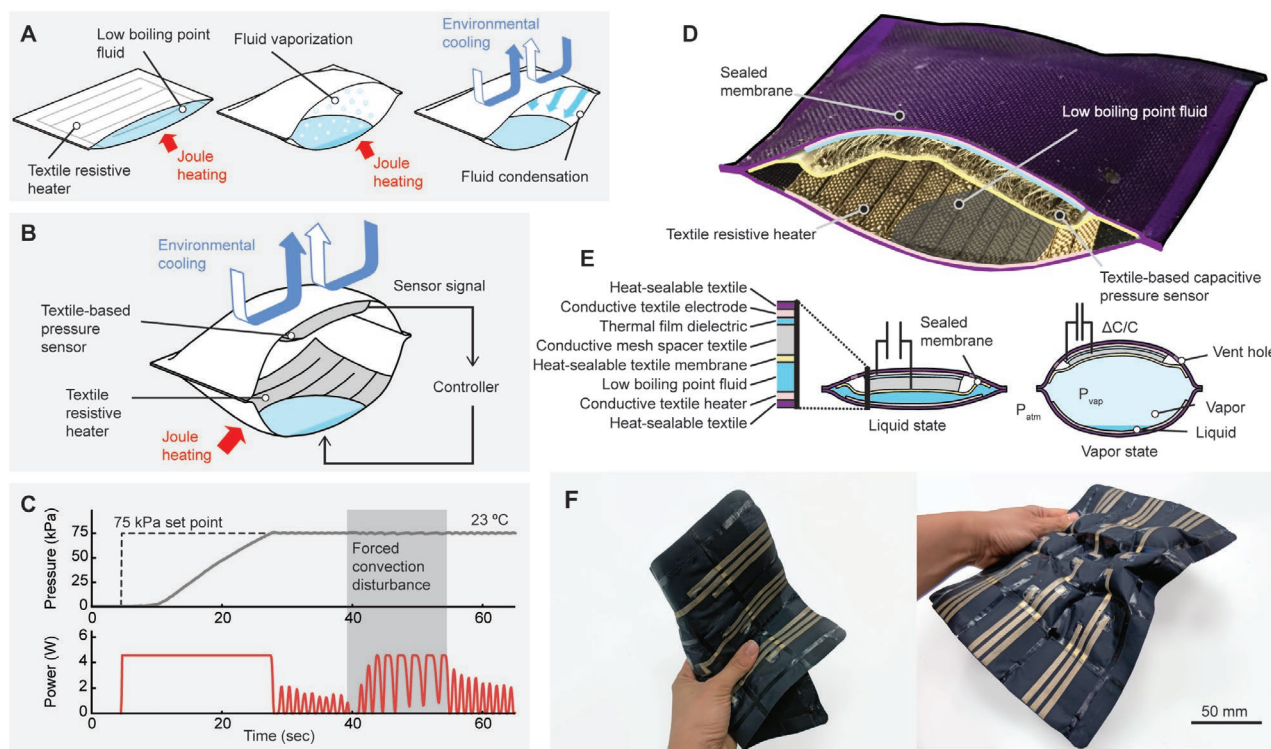 A
Low boiling point
fluid
Textile resistive
heater
Joule
heating
Fluid vaporization
Joule
heating
Environmental
cooling
Fluid condensation
B
Environmental
cooling
Sensor signal
Textile-based
pressure
sensor
Controller
Textile
resistive
heater
Joule
heating
C
Pressure (kPa)
75
50
25
0
75 kPa set point
23 ºC
Forced
convection
disturbance
0
20
40
60
Power (W)
6
4
2
0
0
20
40
60
Time (sec)
D
Sealed
membrane
Low boiling point fluid
Textile resistive
heater
Textile-based capacitive
pressure sensor
E
Heat-sealable textile
Conductive textile electrode
Thermal film dielectric
Conductive mesh spacer textile
Heat-sealable textile membrane
Low boiling point fluid
Conductive textile heater
Heat-sealable textile
Sealed
membrane
Liquid state
ΔC/C
Vent hole
Patm
Pvap
Vapor
Liquid
Vapor state
F
50 mm